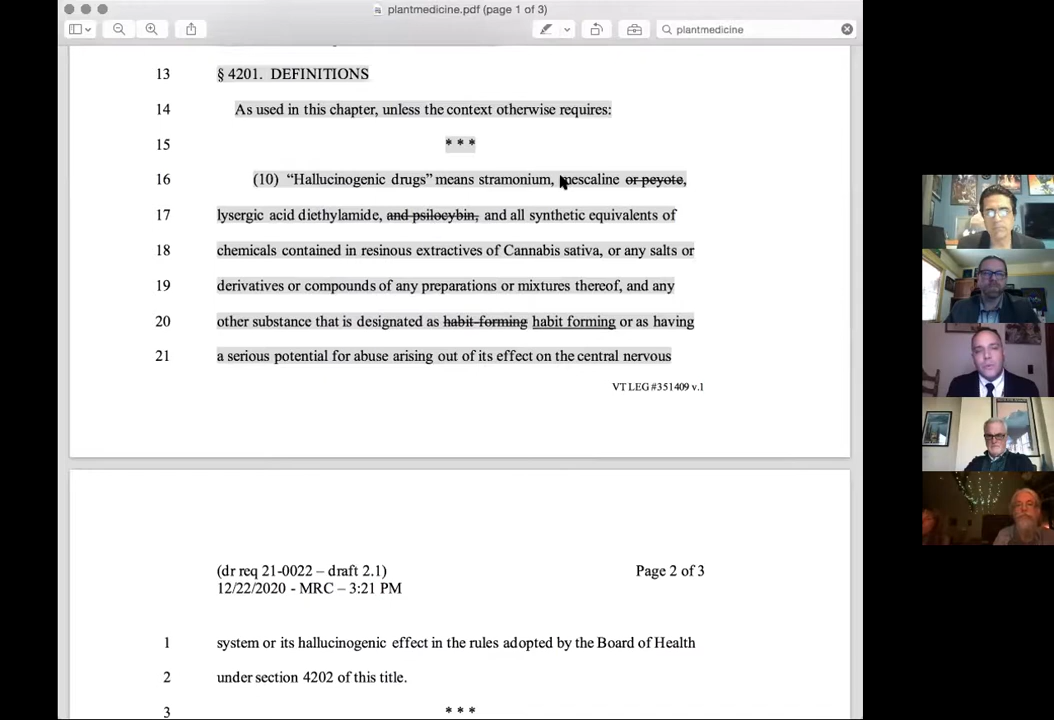 plantmedicine.pdf (page 1 of 3)
plantmedicine
13 § 4201. DEFINITIONS
14 As used in this chapter, unless the context otherwise requires:
15 * * *
16 (10) “Hallucinogenic drugs” means stramonium, mescaline or peyote,
17 lysergic acid diethylamide, and psilocybin, and all synthetic equivalents of
18 chemicals contained in resinous extractives of Cannabis sativa, or any salts or
19 derivatives or compounds of any preparations or mixtures thereof, and any
20 other substance that is designated as habit-forming habit forming or as having
21 a serious potential for abuse arising out of its effect on the central nervous
VT LEG #351409 v.1
(dr req 21-0022 – draft 2.1) Page 2 of 3
12/22/2020 - MRC – 3:21 PM
1 system or its hallucinogenic effect in the rules adopted by the Board of Health
2 under section 4202 of this title.
3 * * *